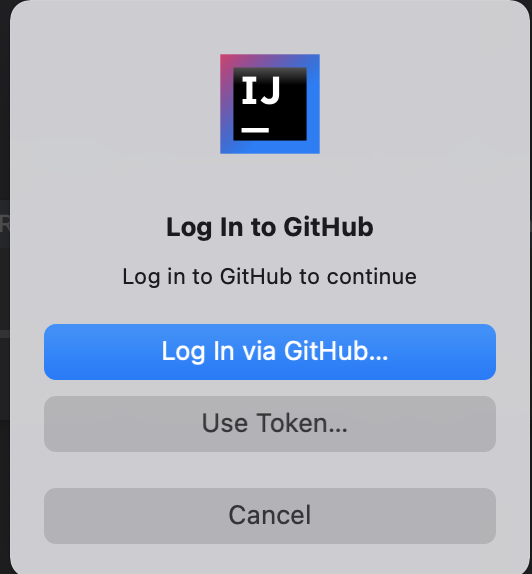 IJ
Log In to GitHub
Log in to GitHub to continue
Log In via GitHub...
Use Token...
Cancel